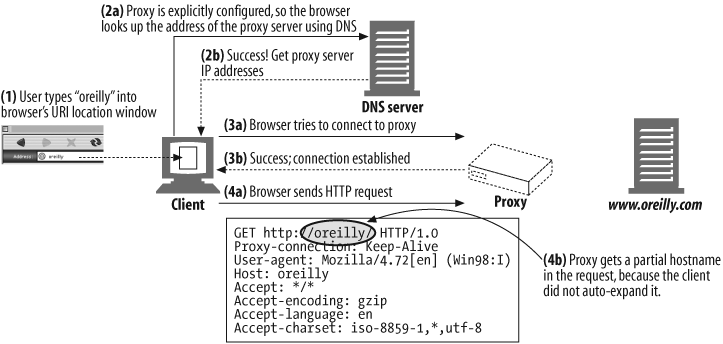 (2a) Proxy is explicitly configured, so the browser
looks up the address of the proxy server using DNS
(2b) Success! Get proxy server
IP addresses
DNS server
(1) User types “oreilly” into
browser’s URI location window
Address:
oreilly
Client
(3a) Browser tries to connect to proxy
(3b) Success; connection established
(4a) Browser sends HTTP request
Proxy
www.oreilly.com
GET http://oreilly/ HTTP/1.0
Proxy-connection: Keep-Alive
User-agent: Mozilla/4.72[en] (Win98:I)
Host: oreilly
Accept: */*
Accept-encoding: gzip
Accept-language: en
Accept-charset: iso-8859-1,*,utf-8
(4b) Proxy gets a partial hostname
in the request, because the client
did not auto-expand it.